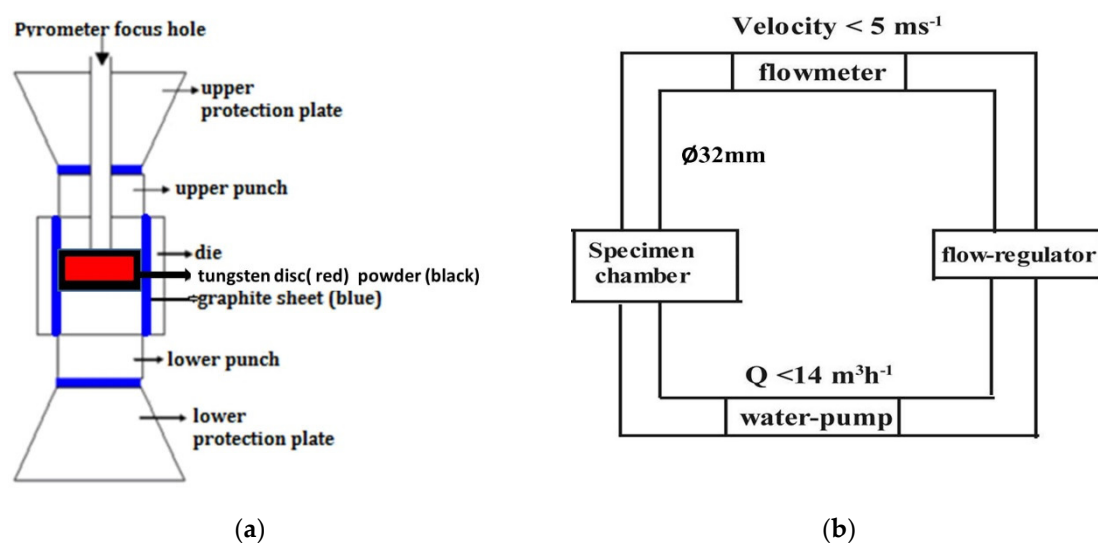 Pyrometer focus hole
upper
protection plate
upper punch
die
tungsten disc( red) powder (black)
graphite sheet (blue)
lower punch
lower
protection plate
(a)
Velocity < 5 ms⁻¹
flowmeter
Ø32mm
Specimen
chamber
flow-regulator
Q <14 m³h⁻¹
water-pump
(b)